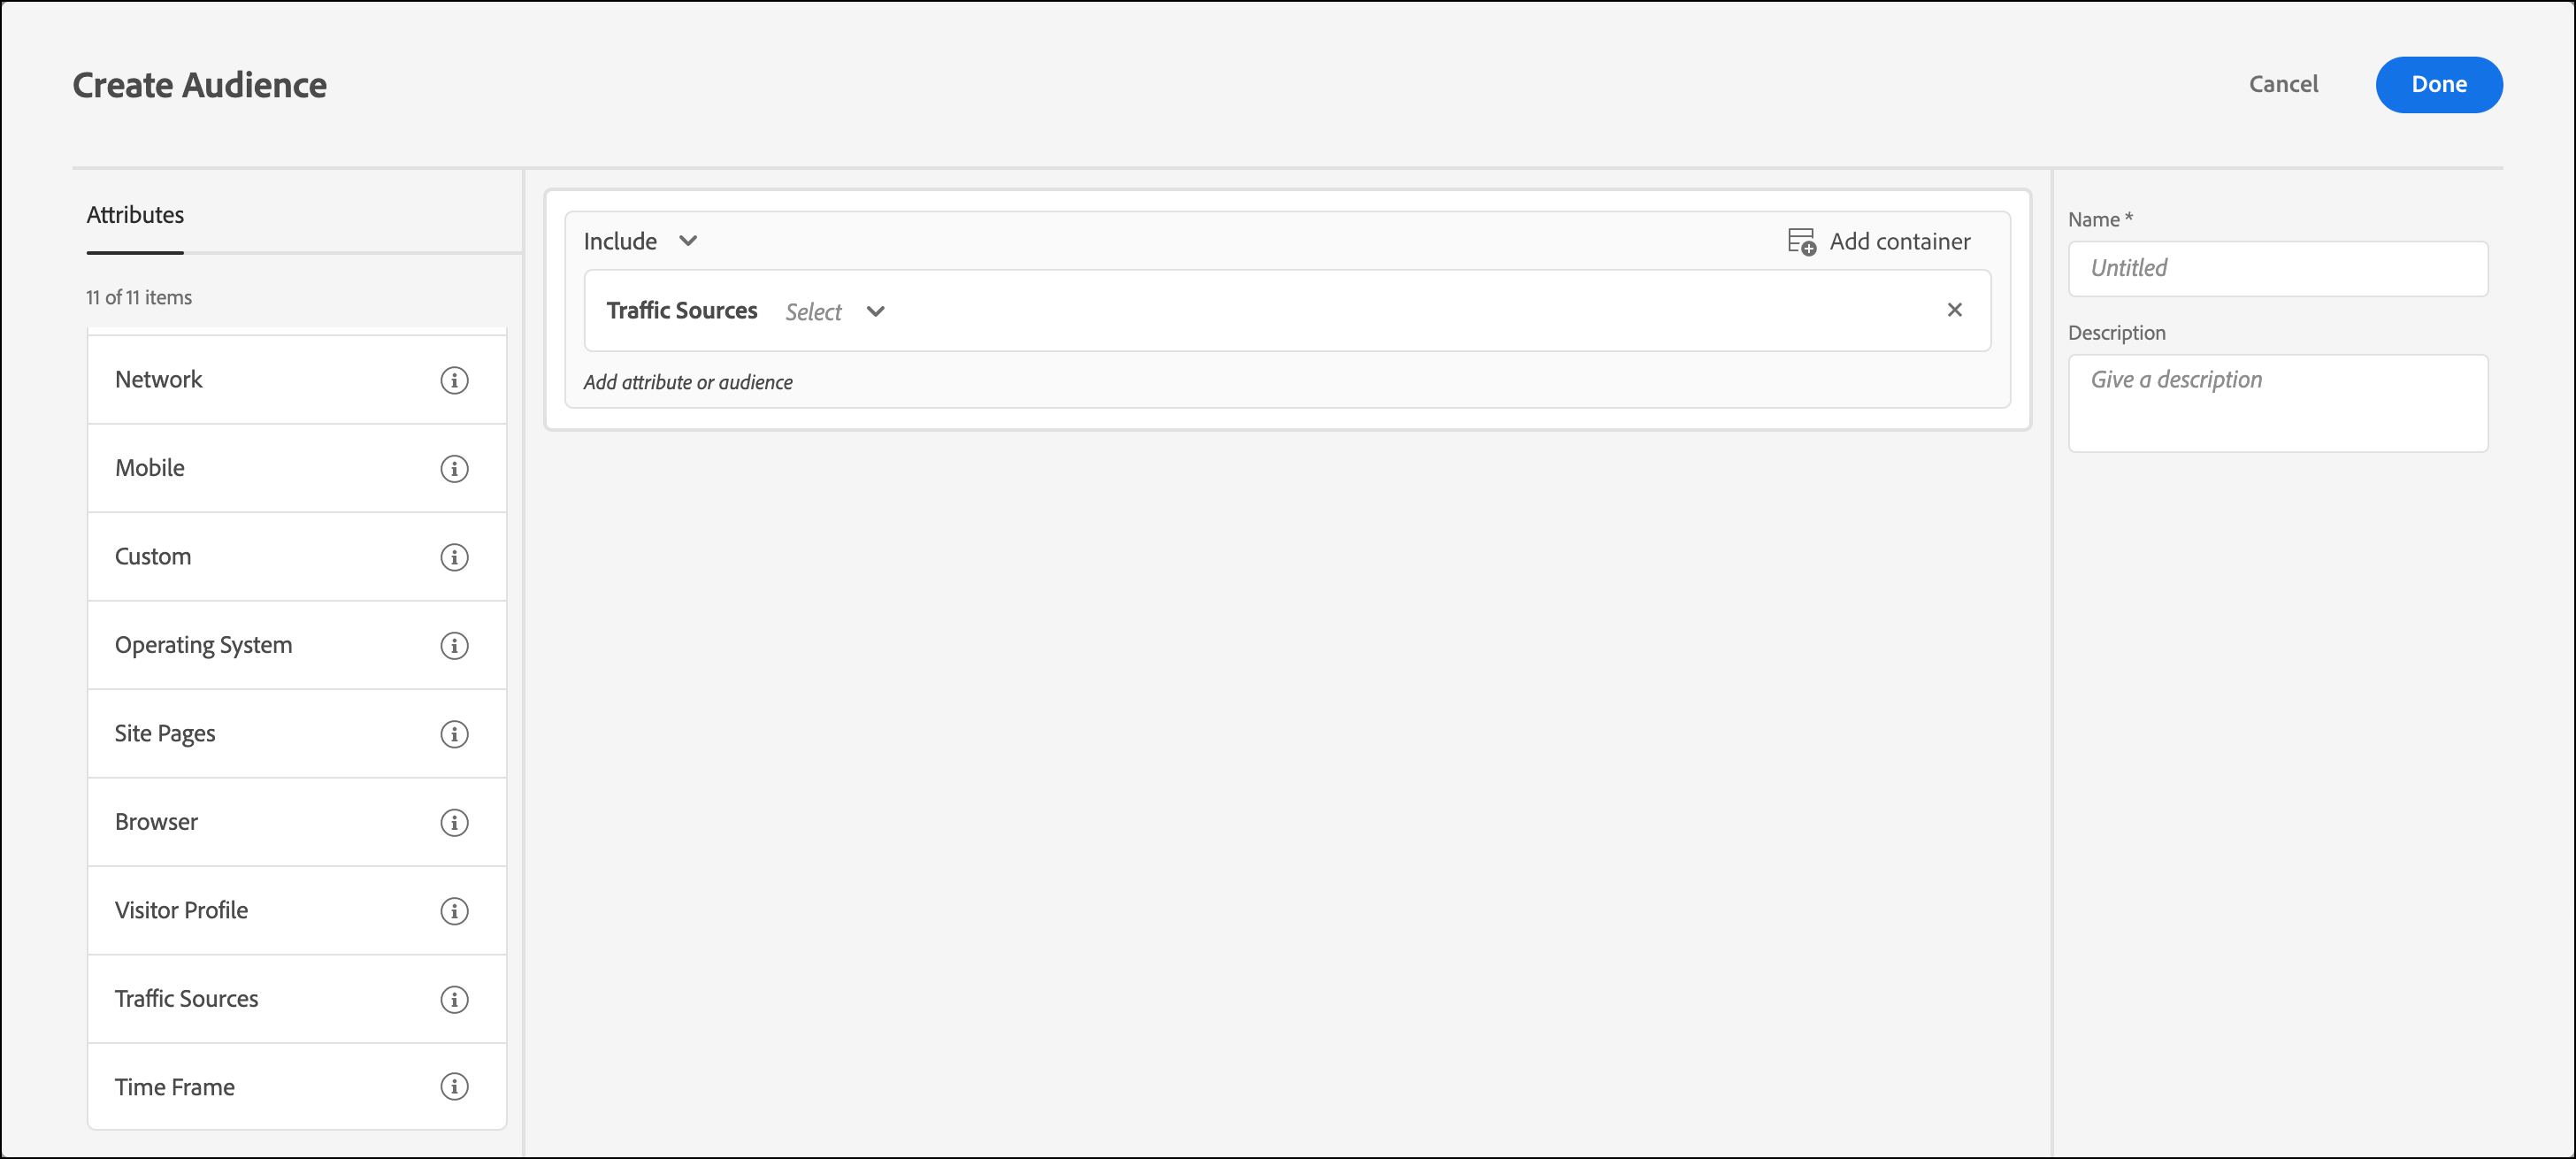 Create Audience
Cancel
Done
Attributes
11 of 11 items
Network
Mobile
Custom
Operating System
Site Pages
Browser
Visitor Profile
Traffic Sources
Time Frame
Include
Add container
Traffic Sources Select
Add attribute or audience
Name *
Untitled
Description
Give a description